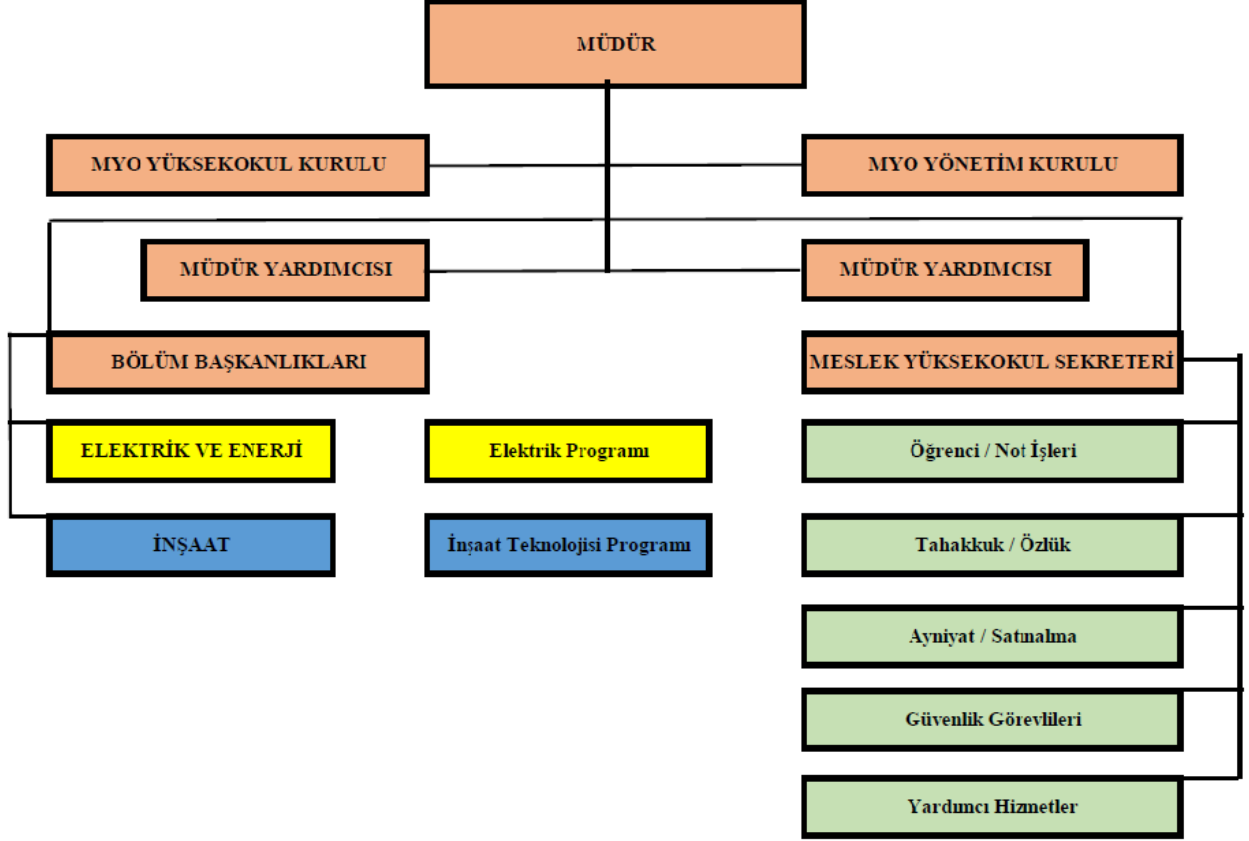 MÜDÜR
MYO YÜKSEKOKUL KURULU
MYO YÖNETİM KURULU
MÜDÜR YARDIMCISI
MÜDÜR YARDIMCISI
BÖLÜM BAŞKANLIKLARI
MESLEK YÜKSEKOKUL SEKRETERİ
ELEKTRİK VE ENERJİ
Elektrik Programı
Öğrenci / Not İşleri
İNŞAAT
İnşaat Teknolojisi Programı
Tahakkuk / Özlük
Ayniyat / Satınalma
Güvenlik Görevlileri
Yardımcı Hizmetler